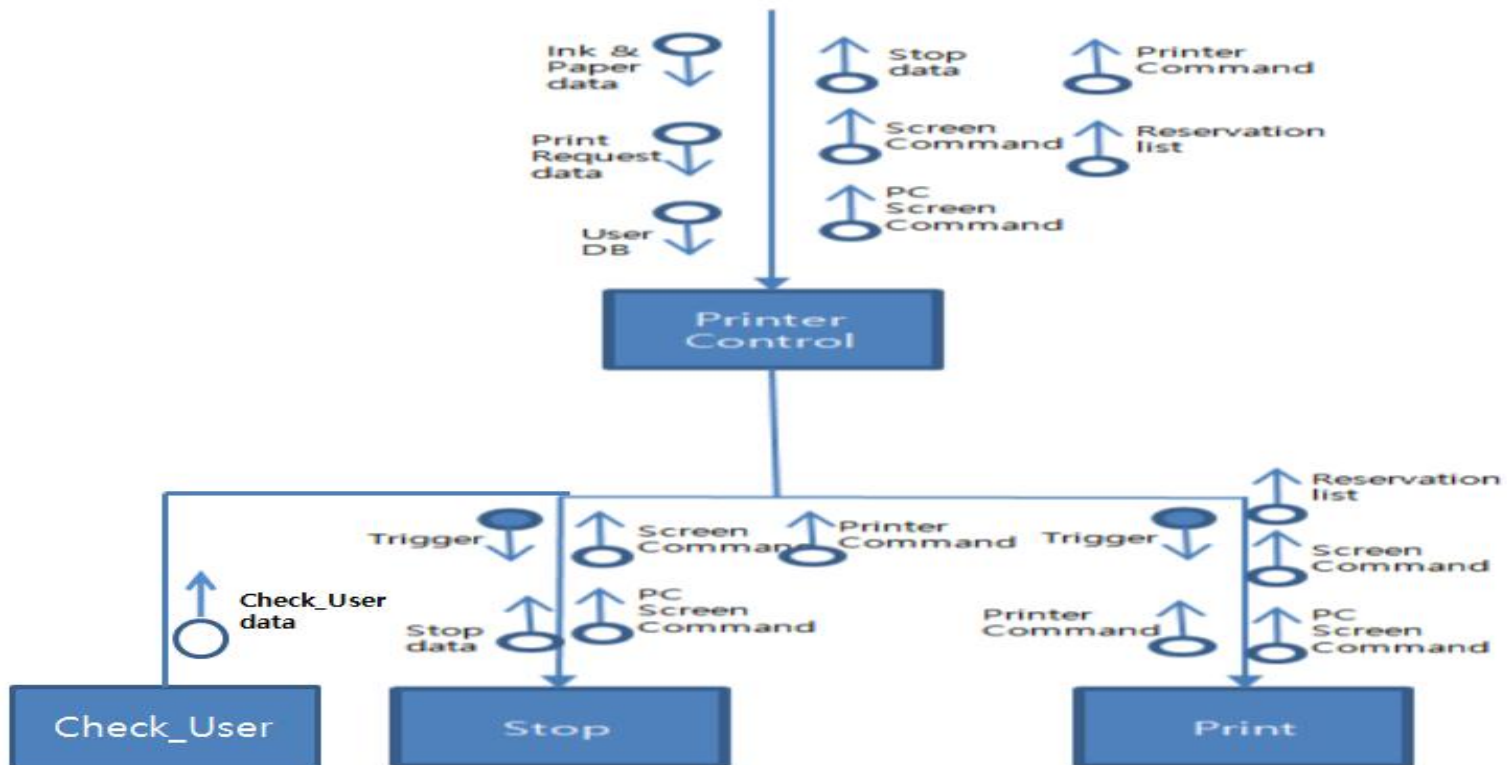 Ink &
Paper
data
Stop
data
Printer
Command
Print
Request
data
Screen
Command
Reservation
list
User
DB
PC
Screen
Command
Printer
Control
Reservation
list
Trigger
Screen
Command
Printer
Command
Trigger
Screen
Command
Check_User
data
Stop
data
PC
Screen
Command
Printer
Command
PC
Screen
Command
Check_User
Stop
Print